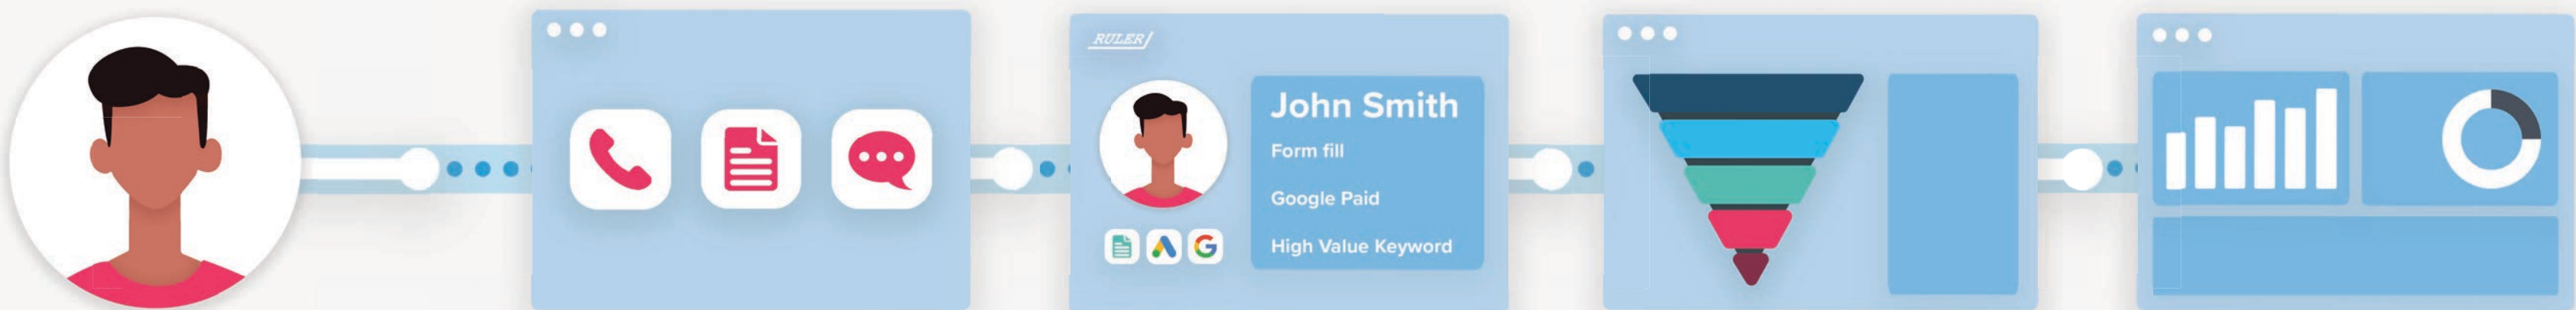 RULER
John Smith
Form fill
Google Paid
High Value Keyword